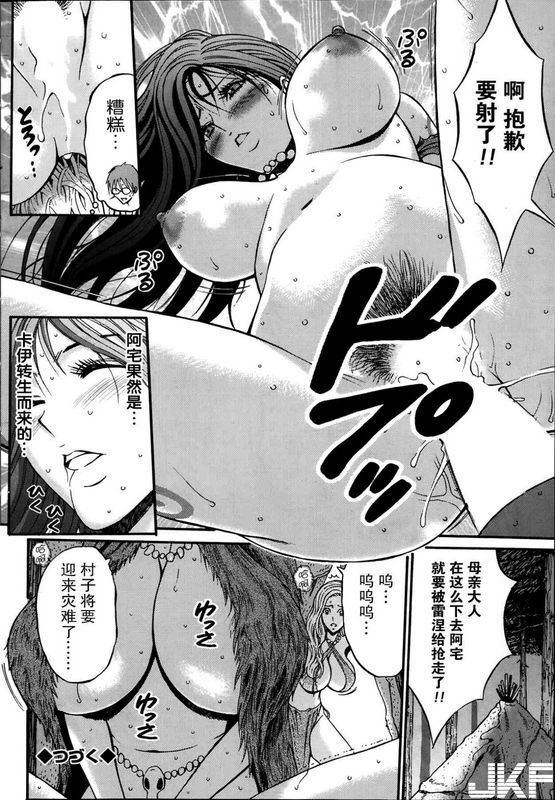 啊 抱歉
要射了!!
ぷる
糟糕…
とろぉっ…
ぷる
ドプッ
阿宅果然是…
卡伊转生而来的…
ひく
ひく
母亲大人
在这么下去阿宅
就要被雷涅给抢走了!!
呜…
呜呜呜…
村子将要
迎来灾难了…
ゆっさ
ゆっさ
◆つづく◆
JKF